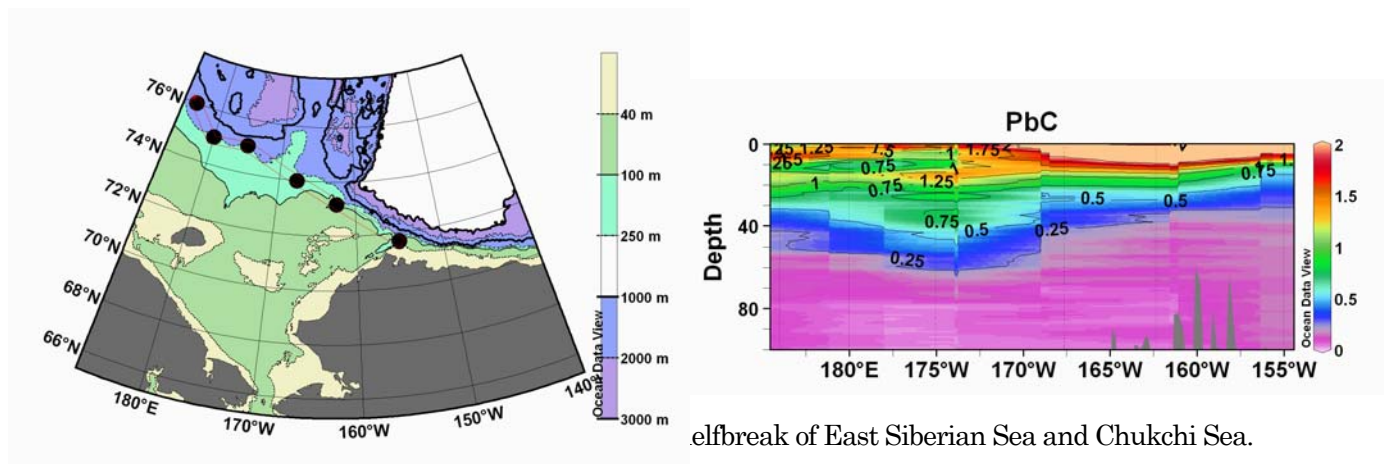 76°N
74°N
72°N
70°N
68°N
66°N
180°E
170°W
160°W
150°W
140°
40 m
100 m
250 m
1000 m
2000 m
3000 m
Ocean Data View
PbC
Depth
0
40
80
1.25
1.5
1.75
2
1
0.75
1
0.75
1.25
0.75
0.5
0.25
0.5
0.25
0.5
0.75
1.
180°E
175°W
170°W
165°W
160°W
155°W
2
1.5
1
0.5
0
Ocean Data View
elfbreak of East Siberian Sea and Chukchi Sea.